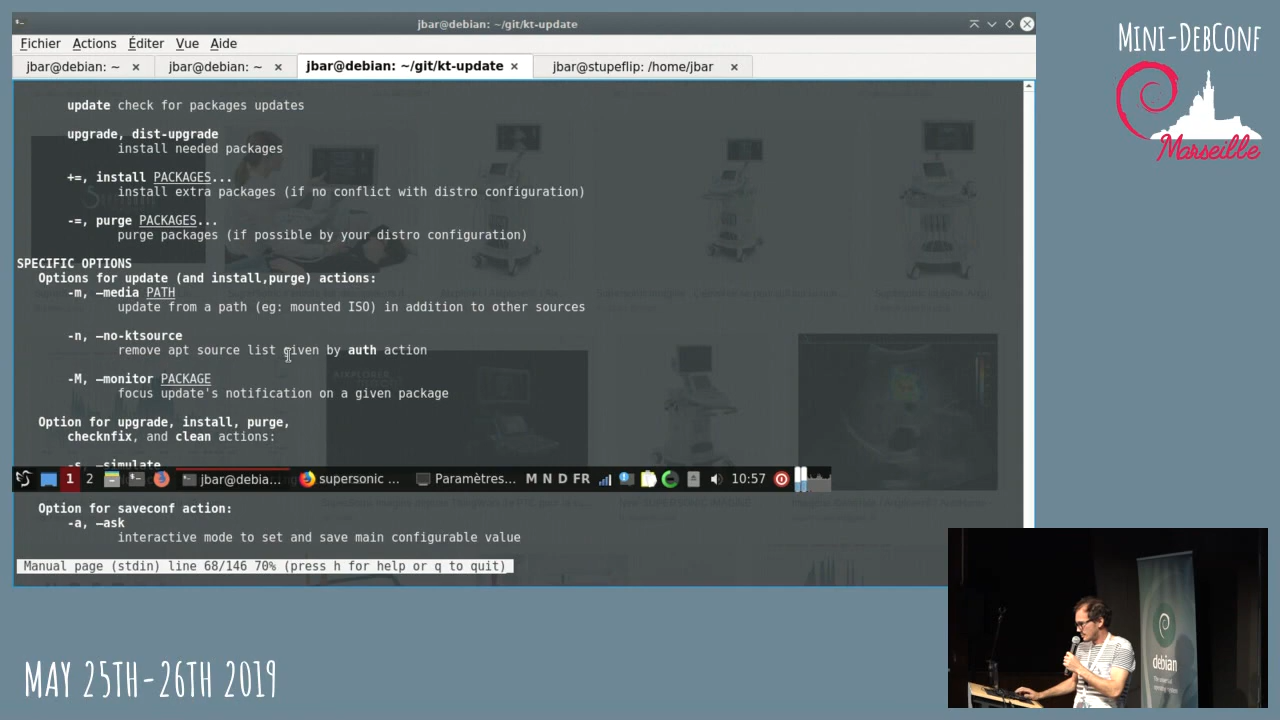 jbar@debian: ~/git/kt-update
Fichier Actions Éditer Vue Aide
jbar@debian: ~ × jbar@debian: ~ × jbar@debian: ~/git/kt-update × jbar@stupeflip: /home/jbar ×
update check for packages updates
upgrade, dist-upgrade
install needed packages
+=, install PACKAGES...
install extra packages (if no conflict with distro configuration)
-=, purge PACKAGES...
purge packages (if possible by your distro configuration)
SPECIFIC OPTIONS
Options for update (and install,purge) actions:
-m, —media PATH
update from a path (eg: mounted ISO) in addition to other sources
-n, —no-ktsource
remove apt source list given by auth action
-M, —monitor PACKAGE
focus update's notification on a given package
Option for upgrade, install, purge,
checknfix, and clean actions:
-s, —simulate
1 2 jbar@debia... supersonic ... Paramètres... M N D FR 10:57
Option for saveconf action:
-a, —ask
interactive mode to set and save main configurable value
Manual page (stdin) line 68/146 70% (press h for help or q to quit)
MINI-DEBCONF
Marseille
debian
MAY 25TH-26TH 2019